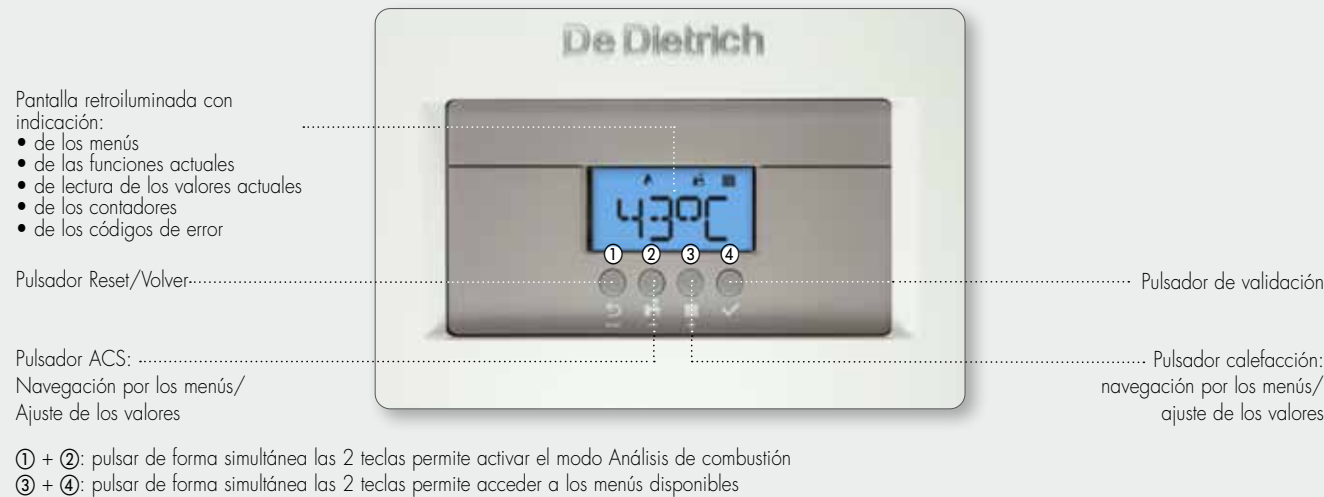 De Dietrich
Pantalla retroiluminada con
indicación:
• de los menús
• de las funciones actuales
• de lectura de los valores actuales
• de los contadores
• de los códigos de error
43°C
① ② ③ ④
Pulsador Reset/Volver
Pulsador de validación
Pulsador ACS:
Navegación por los menús/
Ajuste de los valores
Pulsador calefacción:
navegación por los menús/
ajuste de los valores
① + ②: pulsar de forma simultánea las 2 teclas permite activar el modo Análisis de combustión
③ + ④: pulsar de forma simultánea las 2 teclas permite acceder a los menús disponibles